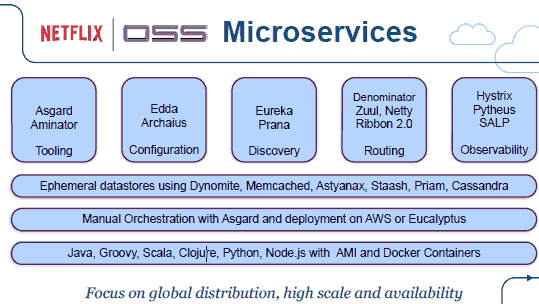 NETFLIX OSS Microservices
Asgard
Aminator
Tooling
Edda
Archaius
Configuration
Eureka
Prana
Discovery
Denominator
Zuul, Netty
Ribbon 2.0
Routing
Hystrix
Pytheus
SALP
Observability
Ephemeral datastores using Dynomite, Memcached, Astyanax, Staash, Priam, Cassandra
Manual Orchestration with Asgard and deployment on AWS or Eucalyptus
Java, Groovy, Scala, Clojure, Python, Node.js with AMI and Docker Containers
Focus on global distribution, high scale and availability